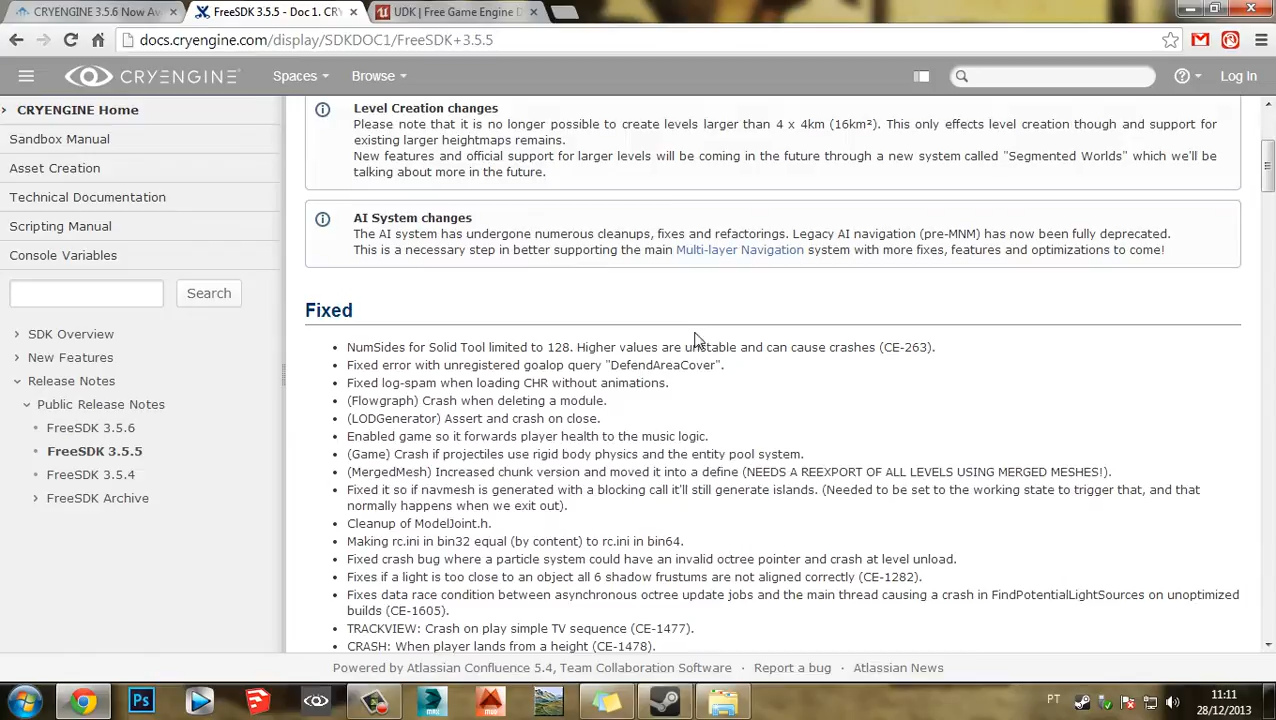 CRYENGINE 3.5.6 Now Av
FreeSDK 3.5.5 - Doc 1. CRY
UDK | Free Game Engine D
docs.cryengine.com/display/SDKDOC1/FreeSDK+3.5.5
CRYENGINE
Spaces
Browse
Log In
CRYENGINE Home
Sandbox Manual
Asset Creation
Technical Documentation
Scripting Manual
Console Variables
Search
SDK Overview
New Features
Release Notes
Public Release Notes
FreeSDK 3.5.6
FreeSDK 3.5.5
FreeSDK 3.5.4
FreeSDK Archive
Level Creation changes
Please note that it is no longer possible to create levels larger than 4 x 4km (16km²). This only effects level creation though and support for
existing larger heightmaps remains.
New features and official support for larger levels will be coming in the future through a new system called "Segmented Worlds" which we'll be
talking about more in the future.
AI System changes
The AI system has undergone numerous cleanups, fixes and refactorings. Legacy AI navigation (pre-MNM) has now been fully deprecated.
This is a necessary step in better supporting the main Multi-layer Navigation system with more fixes, features and optimizations to come!
Fixed
• NumSides for Solid Tool limited to 128. Higher values are unstable and can cause crashes (CE-263).
• Fixed error with unregistered goalop query "DefendAreaCover".
• Fixed log-spam when loading CHR without animations.
• (Flowgraph) Crash when deleting a module.
• (LODGenerator) Assert and crash on close.
• Enabled game so it forwards player health to the music logic.
• (Game) Crash if projectiles use rigid body physics and the entity pool system.
• (MergedMesh) Increased chunk version and moved it into a define (NEEDS A REEXPORT OF ALL LEVELS USING MERGED MESHES!).
• Fixed it so if navmesh is generated with a blocking call it'll still generate islands. (Needed to be set to the working state to trigger that, and that
normally happens when we exit out).
• Cleanup of ModelJoint.h.
• Making rc.ini in bin32 equal (by content) to rc.ini in bin64.
• Fixed crash bug where a particle system could have an invalid octree pointer and crash at level unload.
• Fixes if a light is too close to an object all 6 shadow frustums are not aligned correctly (CE-1282).
• Fixes data race condition between asynchronous octree update jobs and the main thread causing a crash in FindPotentialLightSources on unoptimized
builds (CE-1605).
• TRACKVIEW: Crash on play simple TV sequence (CE-1477).
• CRASH: When player lands from a height (CE-1478).
Powered by Atlassian Confluence 5.4, Team Collaboration Software · Report a bug · Atlassian News
Ps
PT
11:11
28/12/2013